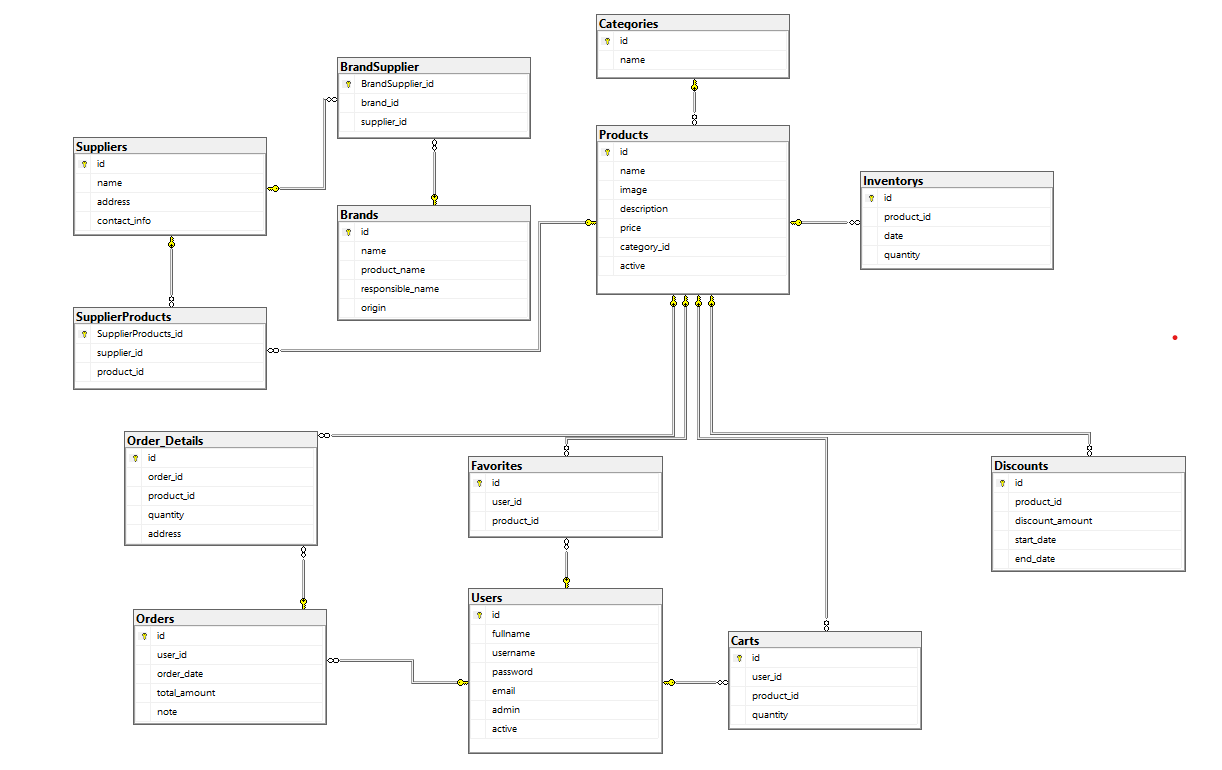 Categories
id
name
BrandSupplier
BrandSupplier_id
brand_id
supplier_id
Products
id
name
image
description
price
category_id
active
Suppliers
id
name
address
contact_info
Inventorys
id
product_id
date
quantity
Brands
id
name
product_name
responsible_name
origin
SupplierProducts
SupplierProducts_id
supplier_id
product_id
Order_Details
id
order_id
product_id
quantity
address
Favorites
id
user_id
product_id
Discounts
id
product_id
discount_amount
start_date
end_date
Users
id
fullname
username
password
email
admin
active
Orders
id
user_id
order_date
total_amount
note
Carts
id
user_id
product_id
quantity